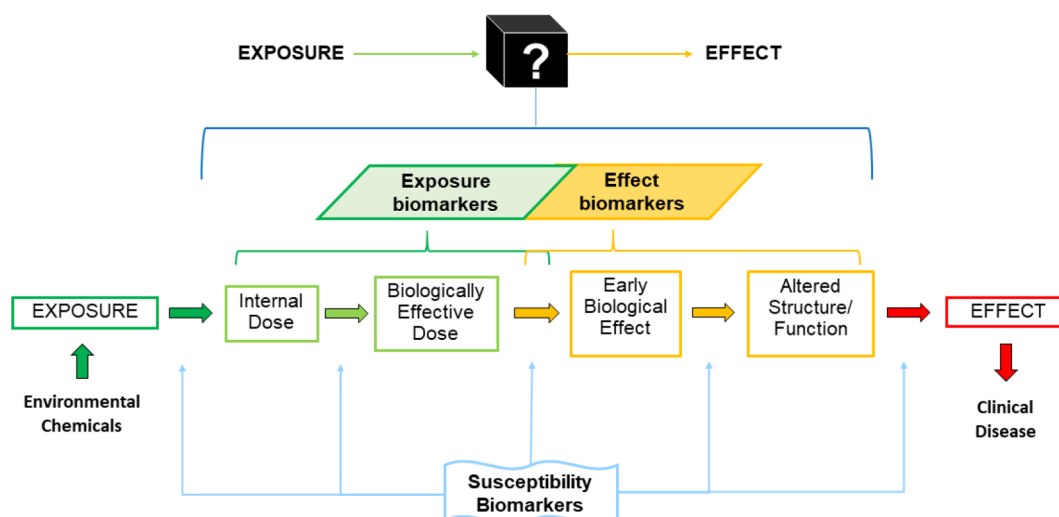 EXPOSURE
?
EFFECT
Exposure
biomarkers
Effect
biomarkers
EXPOSURE
Internal
Dose
Biologically
Effective
Dose
Early
Biological
Effect
Altered
Structure/
Function
EFFECT
Environmental
Chemicals
Clinical
Disease
Susceptibility
Biomarkers